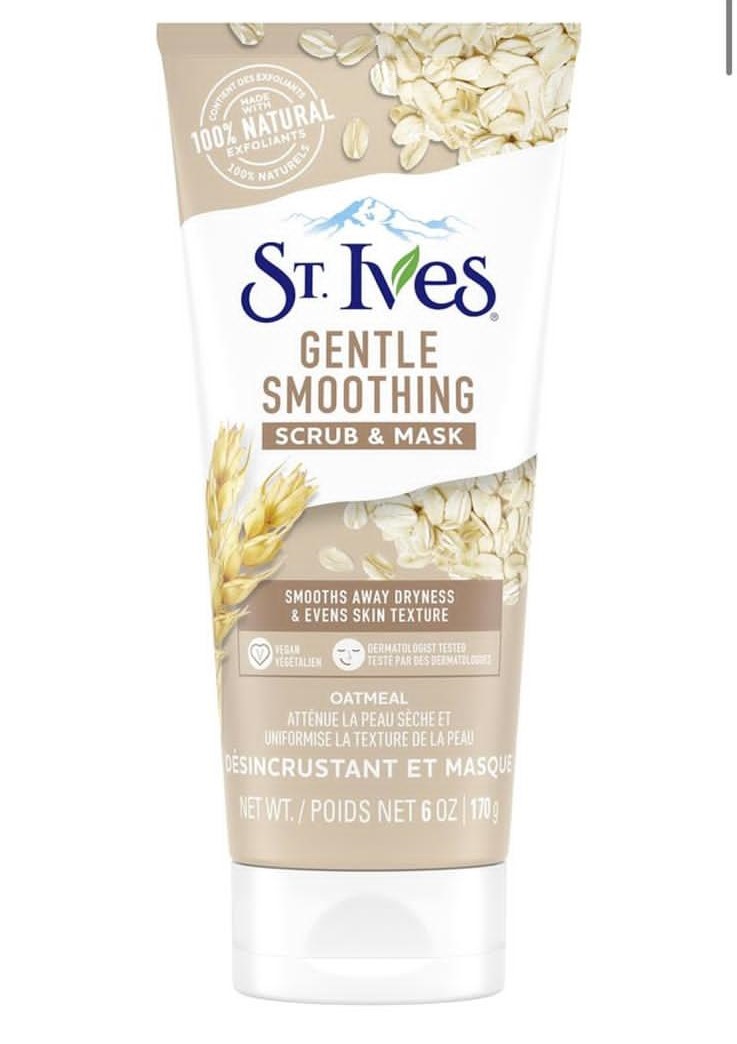 CONTIENT DES EXFOLIANTS
MADE
WITH
100% NATURAL
EXFOLIANTS
100% NATURELS
ST. Ives®
GENTLE
SMOOTHING
SCRUB & MASK
SMOOTHS AWAY DRYNESS
& EVENS SKIN TEXTURE
VEGAN
VÉGÉTALIEN
DERMATOLOGIST TESTED
TESTÉ PAR DES DERMATOLOGUES
OATMEAL
ATTÉNUE LA PEAU SÈCHE ET
UNIFORMISE LA TEXTURE DE LA PEAU
DÉSINCRUSTANT ET MASQUE
NET WT. / POIDS NET 6 OZ | 170 g